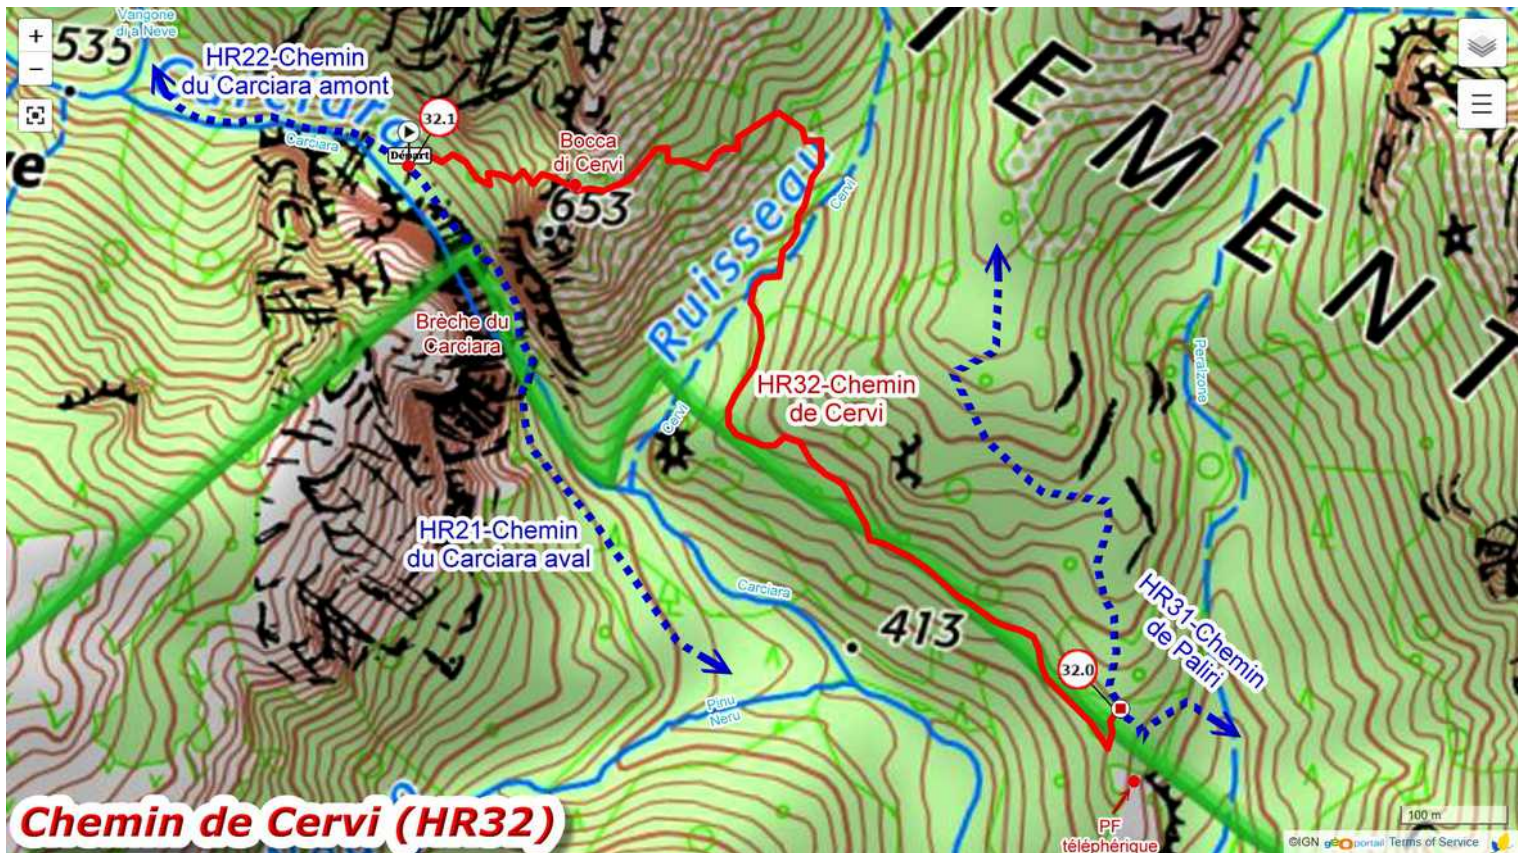 +
−
Vangone
di a Neve
535
HR22-Chemin
du Carciara amont
Carciara
Carciara
32.1
Départ
Bocca
di Cervi
653
Ruisseau
Cervi
TEMENT
Brèche du
Carciara
HR32-Chemin
de Cervi
Cervi
Peralzone
HR21-Chemin
du Carciara aval
Carciara
413
HR31-Chemin
de Paliri
32.0
Pinu
Neru
PF
téléphérique
Chemin de Cervi (HR32)
100 m
©IGN géoportail Terms of Service